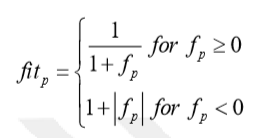 fit_p = { 1 / (1 + f_p) for f_p ≥ 0
1 + |f_p| for f_p < 0